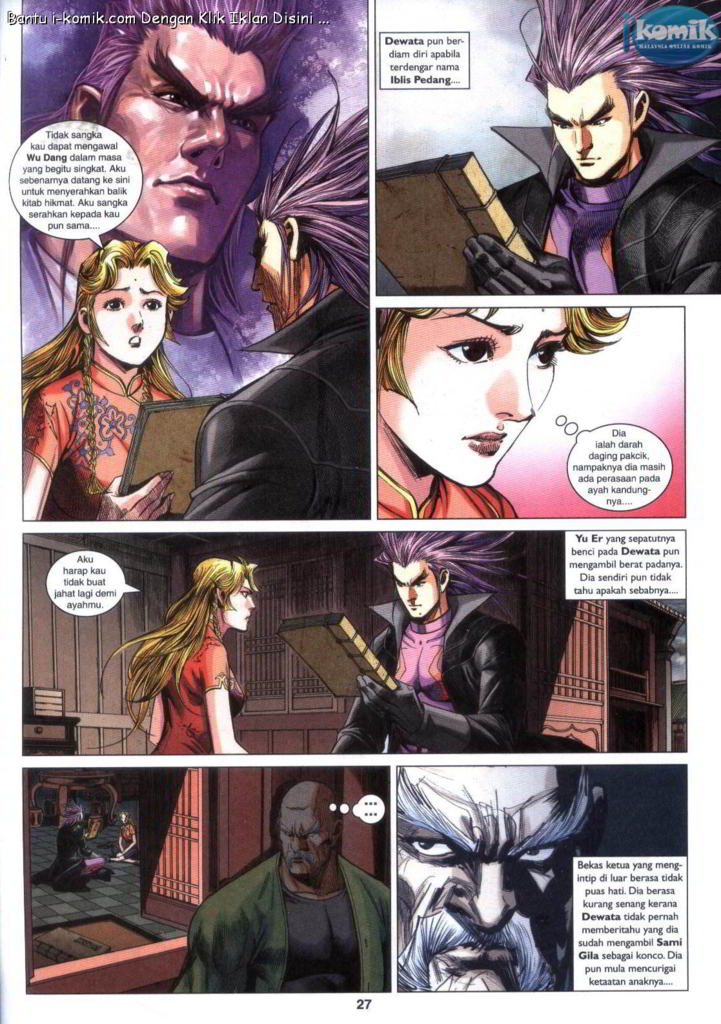 Bantu i-komik.com Dengan Klik Iklan Disini ...
komik
MALAYSIA ONLINE KOMIK
Tidak sangka
kau dapat mengawal
Wu Dang dalam masa
yang begitu singkat. Aku
sebenarnya datang ke sini
untuk menyerahkan balik
kitab hikmat. Aku sangka
serahkan kepada kau
pun sama....
Dewata pun ber-
diam diri apabila
terdengar nama
Iblis Pedang....
Dia
ialah darah
daging pakcik,
nampaknya dia masih
ada perasaan pada
ayah kandung-
nya....
Aku
harap kau
tidak buat
jahat lagi demi
ayahmu.
Yu Er yang sepatutnya
benci pada Dewata pun
mengambil berat padanya.
Dia sendiri pun tidak
tahu apakah sebabnya....
...
...
Bekas ketua yang meng-
intip di luar berasa tidak
puas hati. Dia berasa
kurang senang kerana
Dewata tidak pernah
memberitahu yang dia
sudah mengambil Sami
Gila sebagai konco. Dia
pun mula mencurigai
ketaatan anaknya....
27